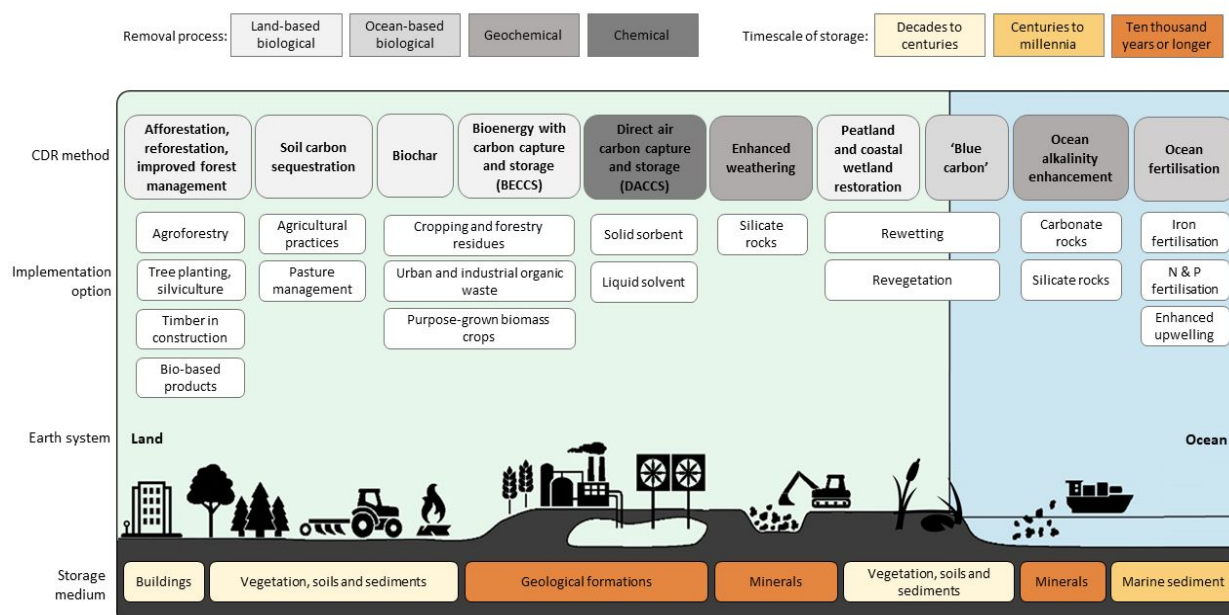 Removal process:
Land-based
biological
Ocean-based
biological
Geochemical
Chemical
Timescale of storage:
Decades to
centuries
Centuries to
millennia
Ten thousand
years or longer
CDR method
Afforestation,
reforestation,
improved forest
management
Soil carbon
sequestration
Biochar
Bioenergy with
carbon capture
and storage
(BECCS)
Direct air
carbon capture
and storage
(DACCS)
Enhanced
weathering
Peatland
and coastal
wetland
restoration
‘Blue
carbon’
Ocean
alkalinity
enhancement
Ocean
fertilisation
Implementation
option
Agroforestry
Tree planting,
silviculture
Timber in
construction
Bio-based
products
Agricultural
practices
Pasture
management
Cropping and forestry
residues
Urban and industrial organic
waste
Purpose-grown biomass
crops
Solid sorbent
Liquid solvent
Silicate
rocks
Rewetting
Revegetation
Carbonate
rocks
Silicate rocks
Iron
fertilisation
N & P
fertilisation
Enhanced
upwelling
Earth system
Land
Ocean
Storage
medium
Buildings
Vegetation, soils and sediments
Geological formations
Minerals
Vegetation, soils and
sediments
Minerals
Marine sediment